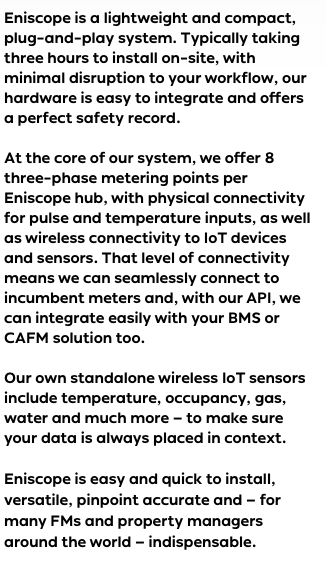 Eniscope is a lightweight and compact,
plug-and-play system. Typically taking
three hours to install on-site, with
minimal disruption to your workflow, our
hardware is easy to integrate and offers
a perfect safety record.
At the core of our system, we offer 8
three-phase metering points per
Eniscope hub, with physical connectivity
for pulse and temperature inputs, as well
as wireless connectivity to IoT devices
and sensors. That level of connectivity
means we can seamlessly connect to
incumbent meters and, with our API, we
can integrate easily with your BMS or
CAFM solution too.
Our own standalone wireless IoT sensors
include temperature, occupancy, gas,
water and much more – to make sure
your data is always placed in context.
Eniscope is easy and quick to install,
versatile, pinpoint accurate and – for
many FMs and property managers
around the world – indispensable.